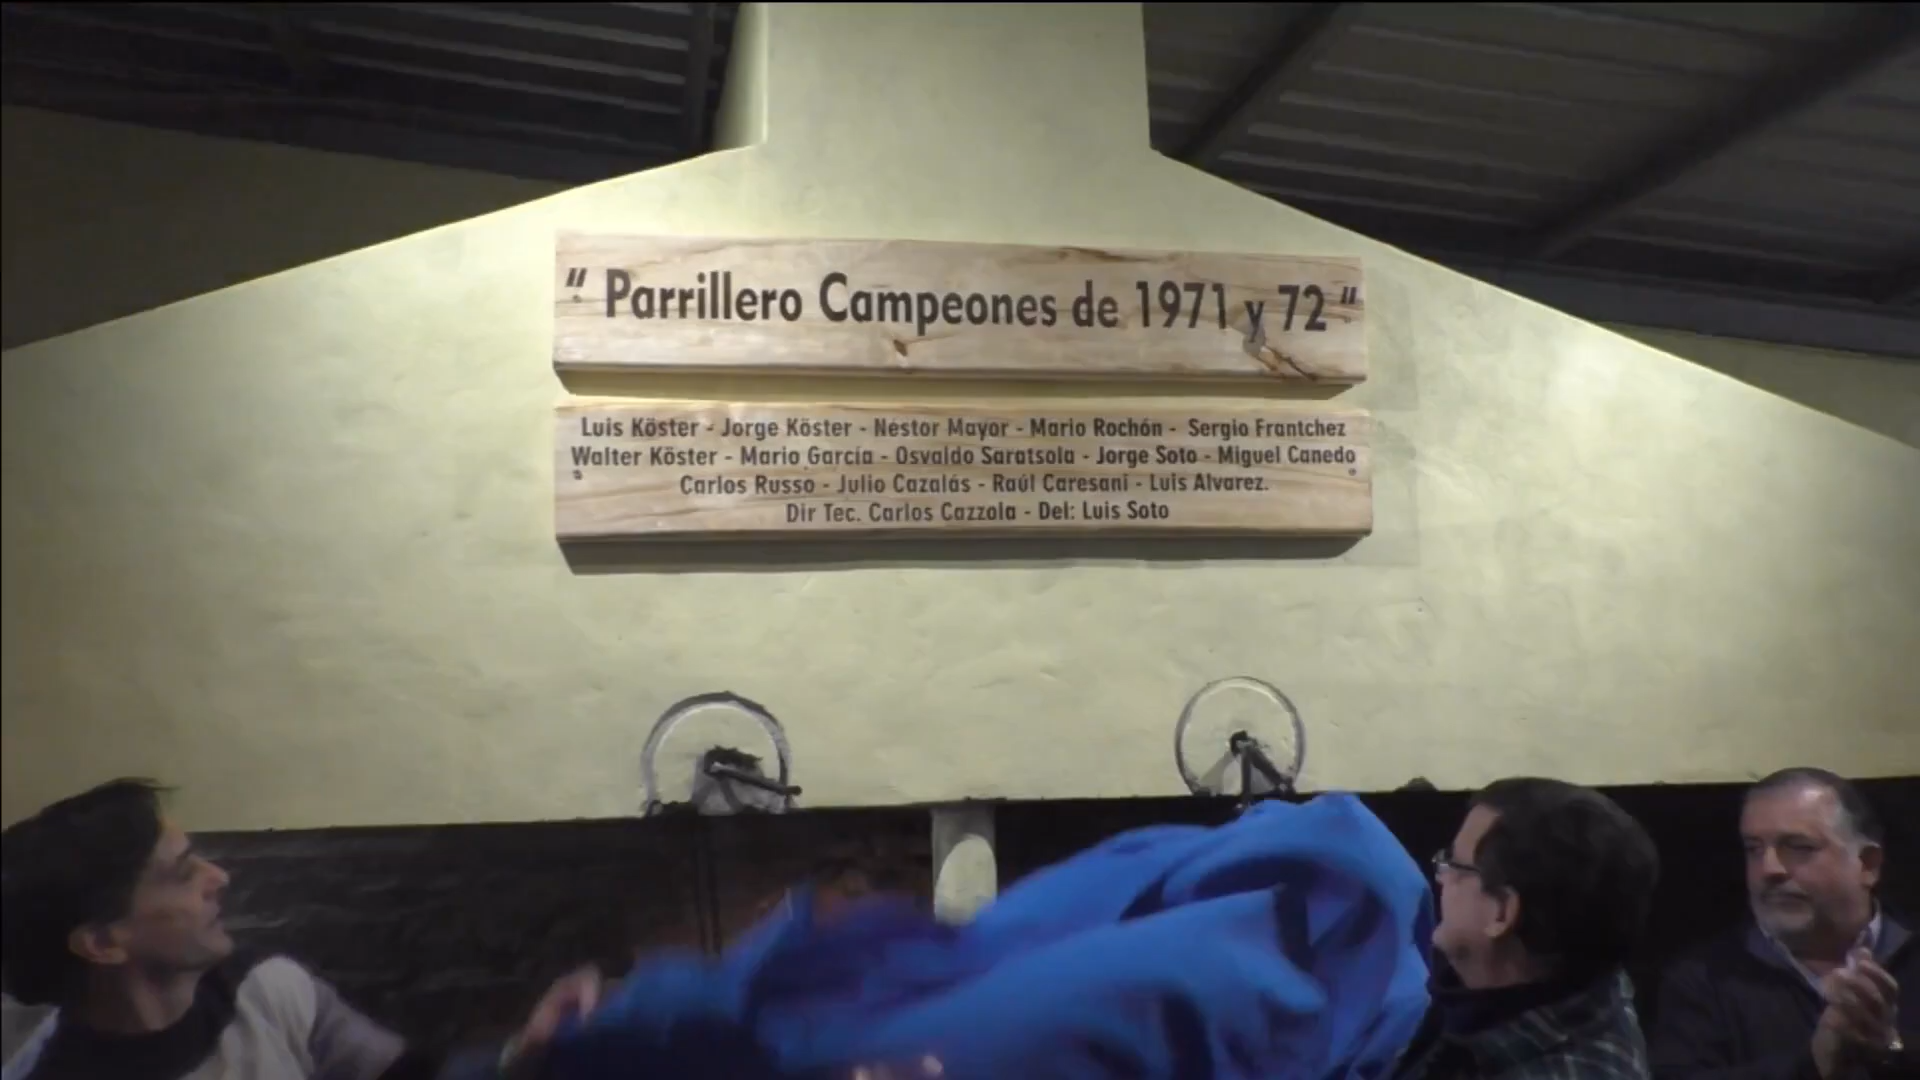 “ Parrillero Campeones de 1971 y 72 "
Luis Köster - Jorge Köster - Néstor Mayor - Mario Rochón - Sergio Frantchez
Walter Köster - Mario García - Osvaldo Saratsola - Jorge Soto - Miguel Canedo
Carlos Russo - Julio Cazalás - Raúl Caresani - Luis Alvarez.
Dir Tec. Carlos Cazzola - Del: Luis Soto